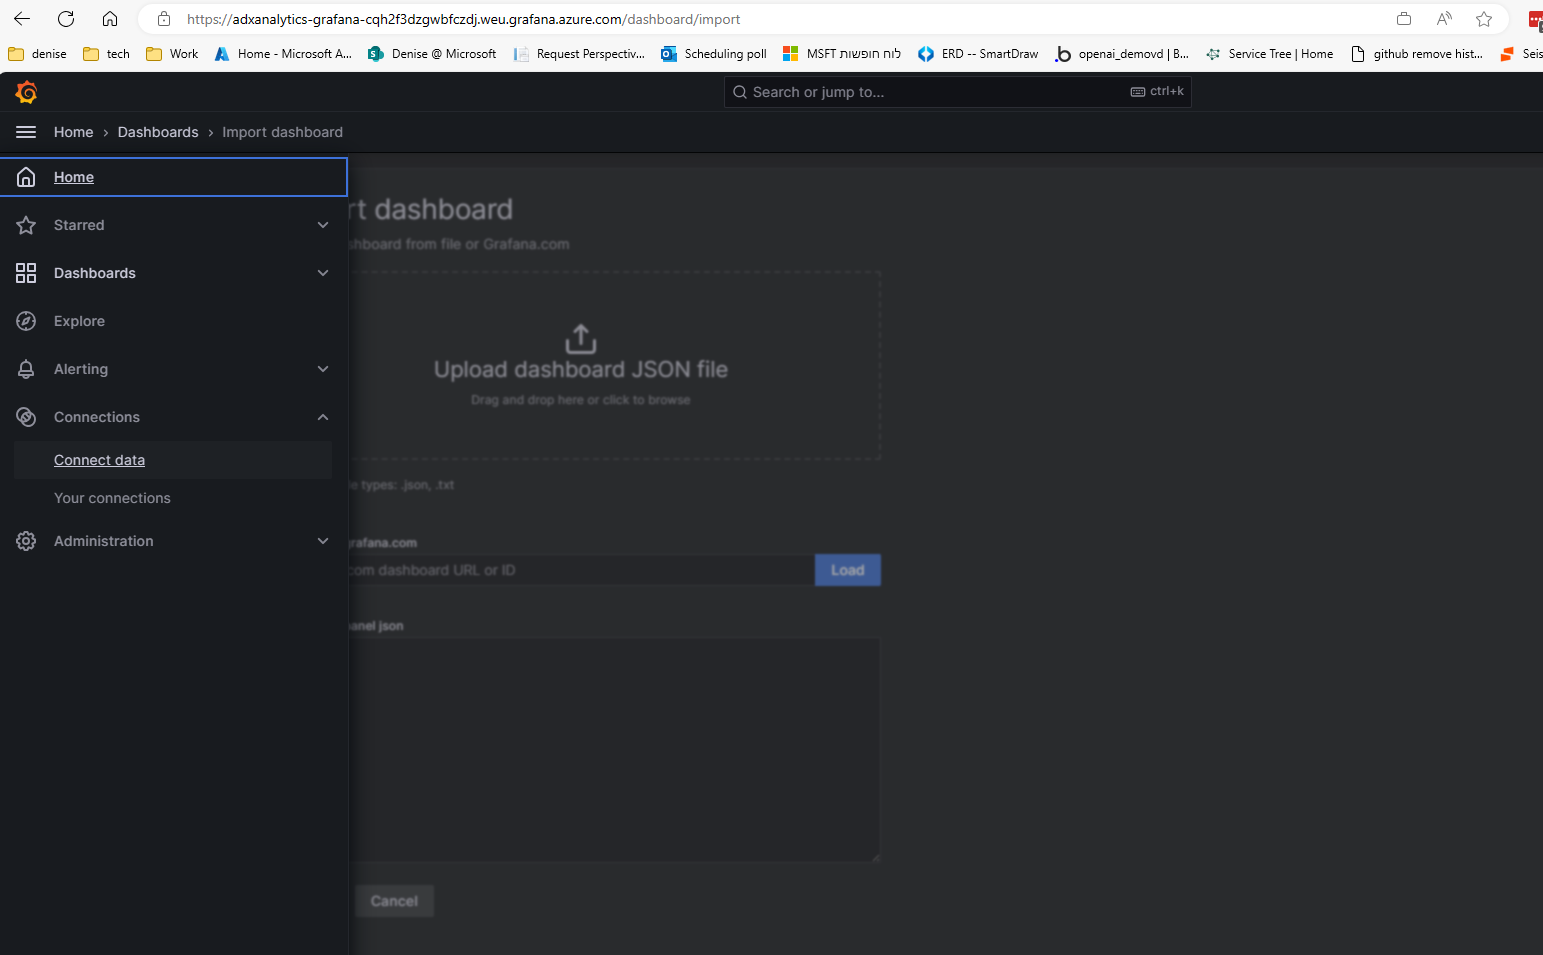 https://adxanalytics-grafana-cqh2f3dzgwbfczdj.weu.grafana.azure.com/dashboard/import
denise tech Work Home - Microsoft A... Denise @ Microsoft Request Perspectiv... Scheduling poll MSFT לוח חופשות ERD -- SmartDraw openai_demovd | B... Service Tree | Home github remove hist... Seis
Search or jump to... ctrl+k
Home › Dashboards › Import dashboard
Home
Starred
Dashboards
Explore
Alerting
Connections
Connect data
Your connections
Administration
rt dashboard
shboard from file or Grafana.com
Upload dashboard JSON file
Drag and drop here or click to browse
le types: .json, .txt
grafana.com
com dashboard URL or ID
Load
panel json
Cancel